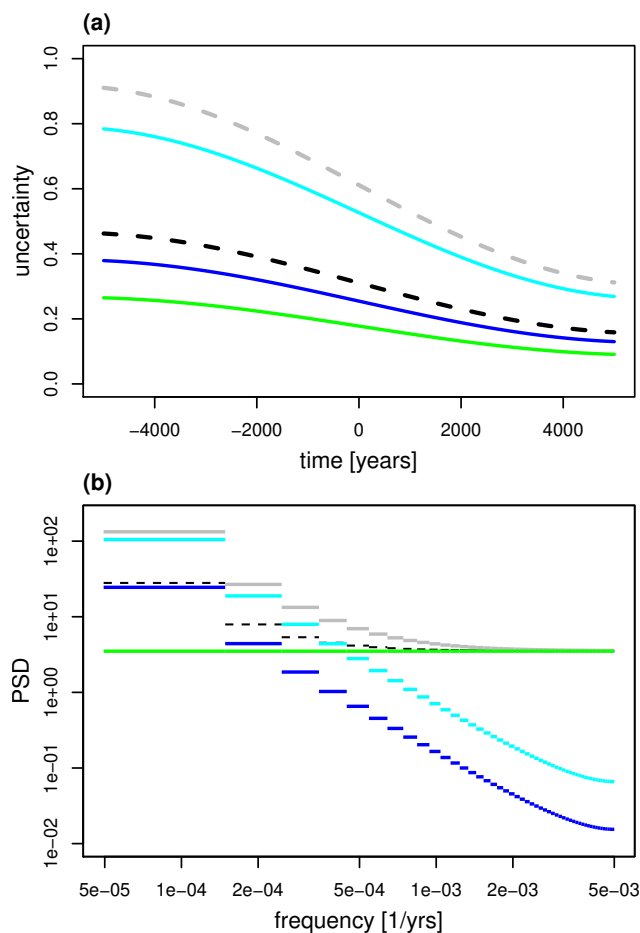 (a)
1.0
0.8
0.6
0.4
0.2
0.0
uncertainty
−4000 −2000 0 2000 4000
time [years]
(b)
1e+02
1e+01
1e+00
1e−01
1e−02
PSD
5e−05 1e−04 2e−04 5e−04 1e−03 2e−03 5e−03
frequency [1/yrs]